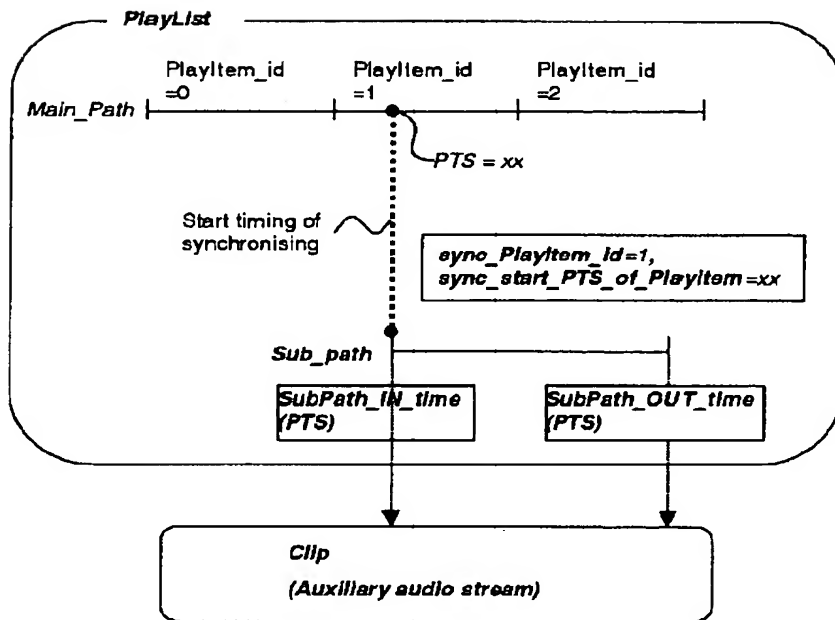 PlayList
PlayItem_id
=0
PlayItem_id
=1
PlayItem_id
=2
Main_Path
PTS = xx
Start timing of
synchronising
sync_PlayItem_id=1,
sync_start_PTS_of_PlayItem=xx
Sub_path
SubPath_IN_time
(PTS)
SubPath_OUT_time
(PTS)
Clip
(Auxiliary audio stream)